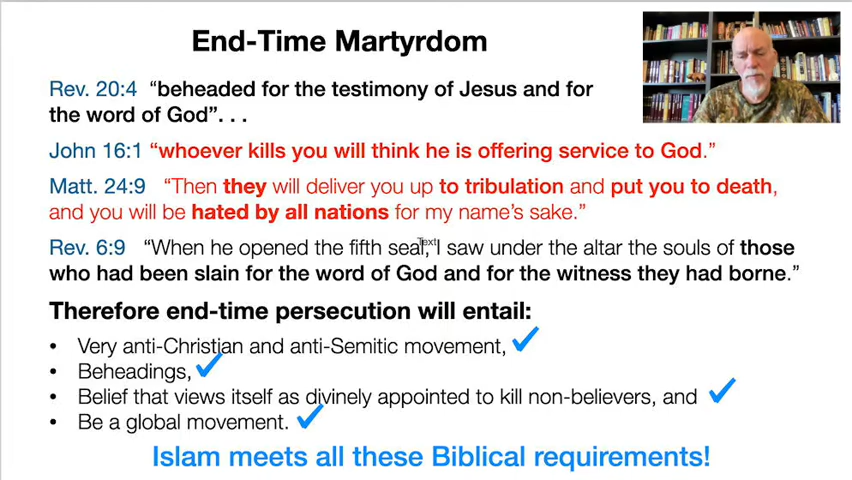 End-Time Martyrdom
Rev. 20:4 “beheaded for the testimony of Jesus and for
the word of God”. . .
John 16:1 “whoever kills you will think he is offering service to God.”
Matt. 24:9 “Then they will deliver you up to tribulation and put you to death,
and you will be hated by all nations for my name’s sake.”
Rev. 6:9 “When he opened the fifth seal, I saw under the altar the souls of those
who had been slain for the word of God and for the witness they had borne.”
Text
Therefore end-time persecution will entail:
• Very anti-Christian and anti-Semitic movement,
• Beheadings,
• Belief that views itself as divinely appointed to kill non-believers, and
• Be a global movement.
Islam meets all these Biblical requirements!